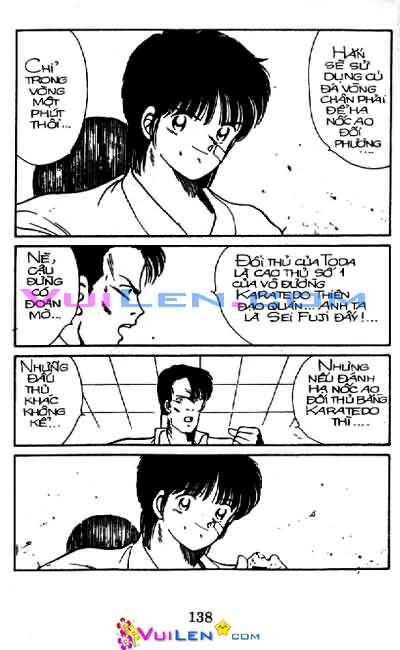 HẮN
SẼ SỬ
DỤNG CÚ
ĐÁ VÒNG
CHÂN PHẢI
ĐỂ HẠ
NỐC AO
ĐỐI
PHƯƠNG
....
CHỈ
TRONG
VÒNG
MỘT
PHÚT
THÔI...
ĐỐI THỦ CỦA TODA
LÀ CAO THỦ SỐ 1
CỦA VÕ ĐƯỜNG
KARATEDO THIÊN
ĐẠO QUÁN... ANH TA
LÀ SEI FUJI ĐẤY!...
NÈ,
CẬU
ĐỪNG
CÓ
ĐOÁN
MÒ...
VUILEN.COM
NHƯNG
NẾU ĐÁNH
HẠ NỐC AO
ĐỐI THỦ BẰNG
KARATEDO
THÌ....
NHỮNG
ĐẤU
THỦ
KHÁC
KHÔNG
KỂ...
138
VUILEN.COM